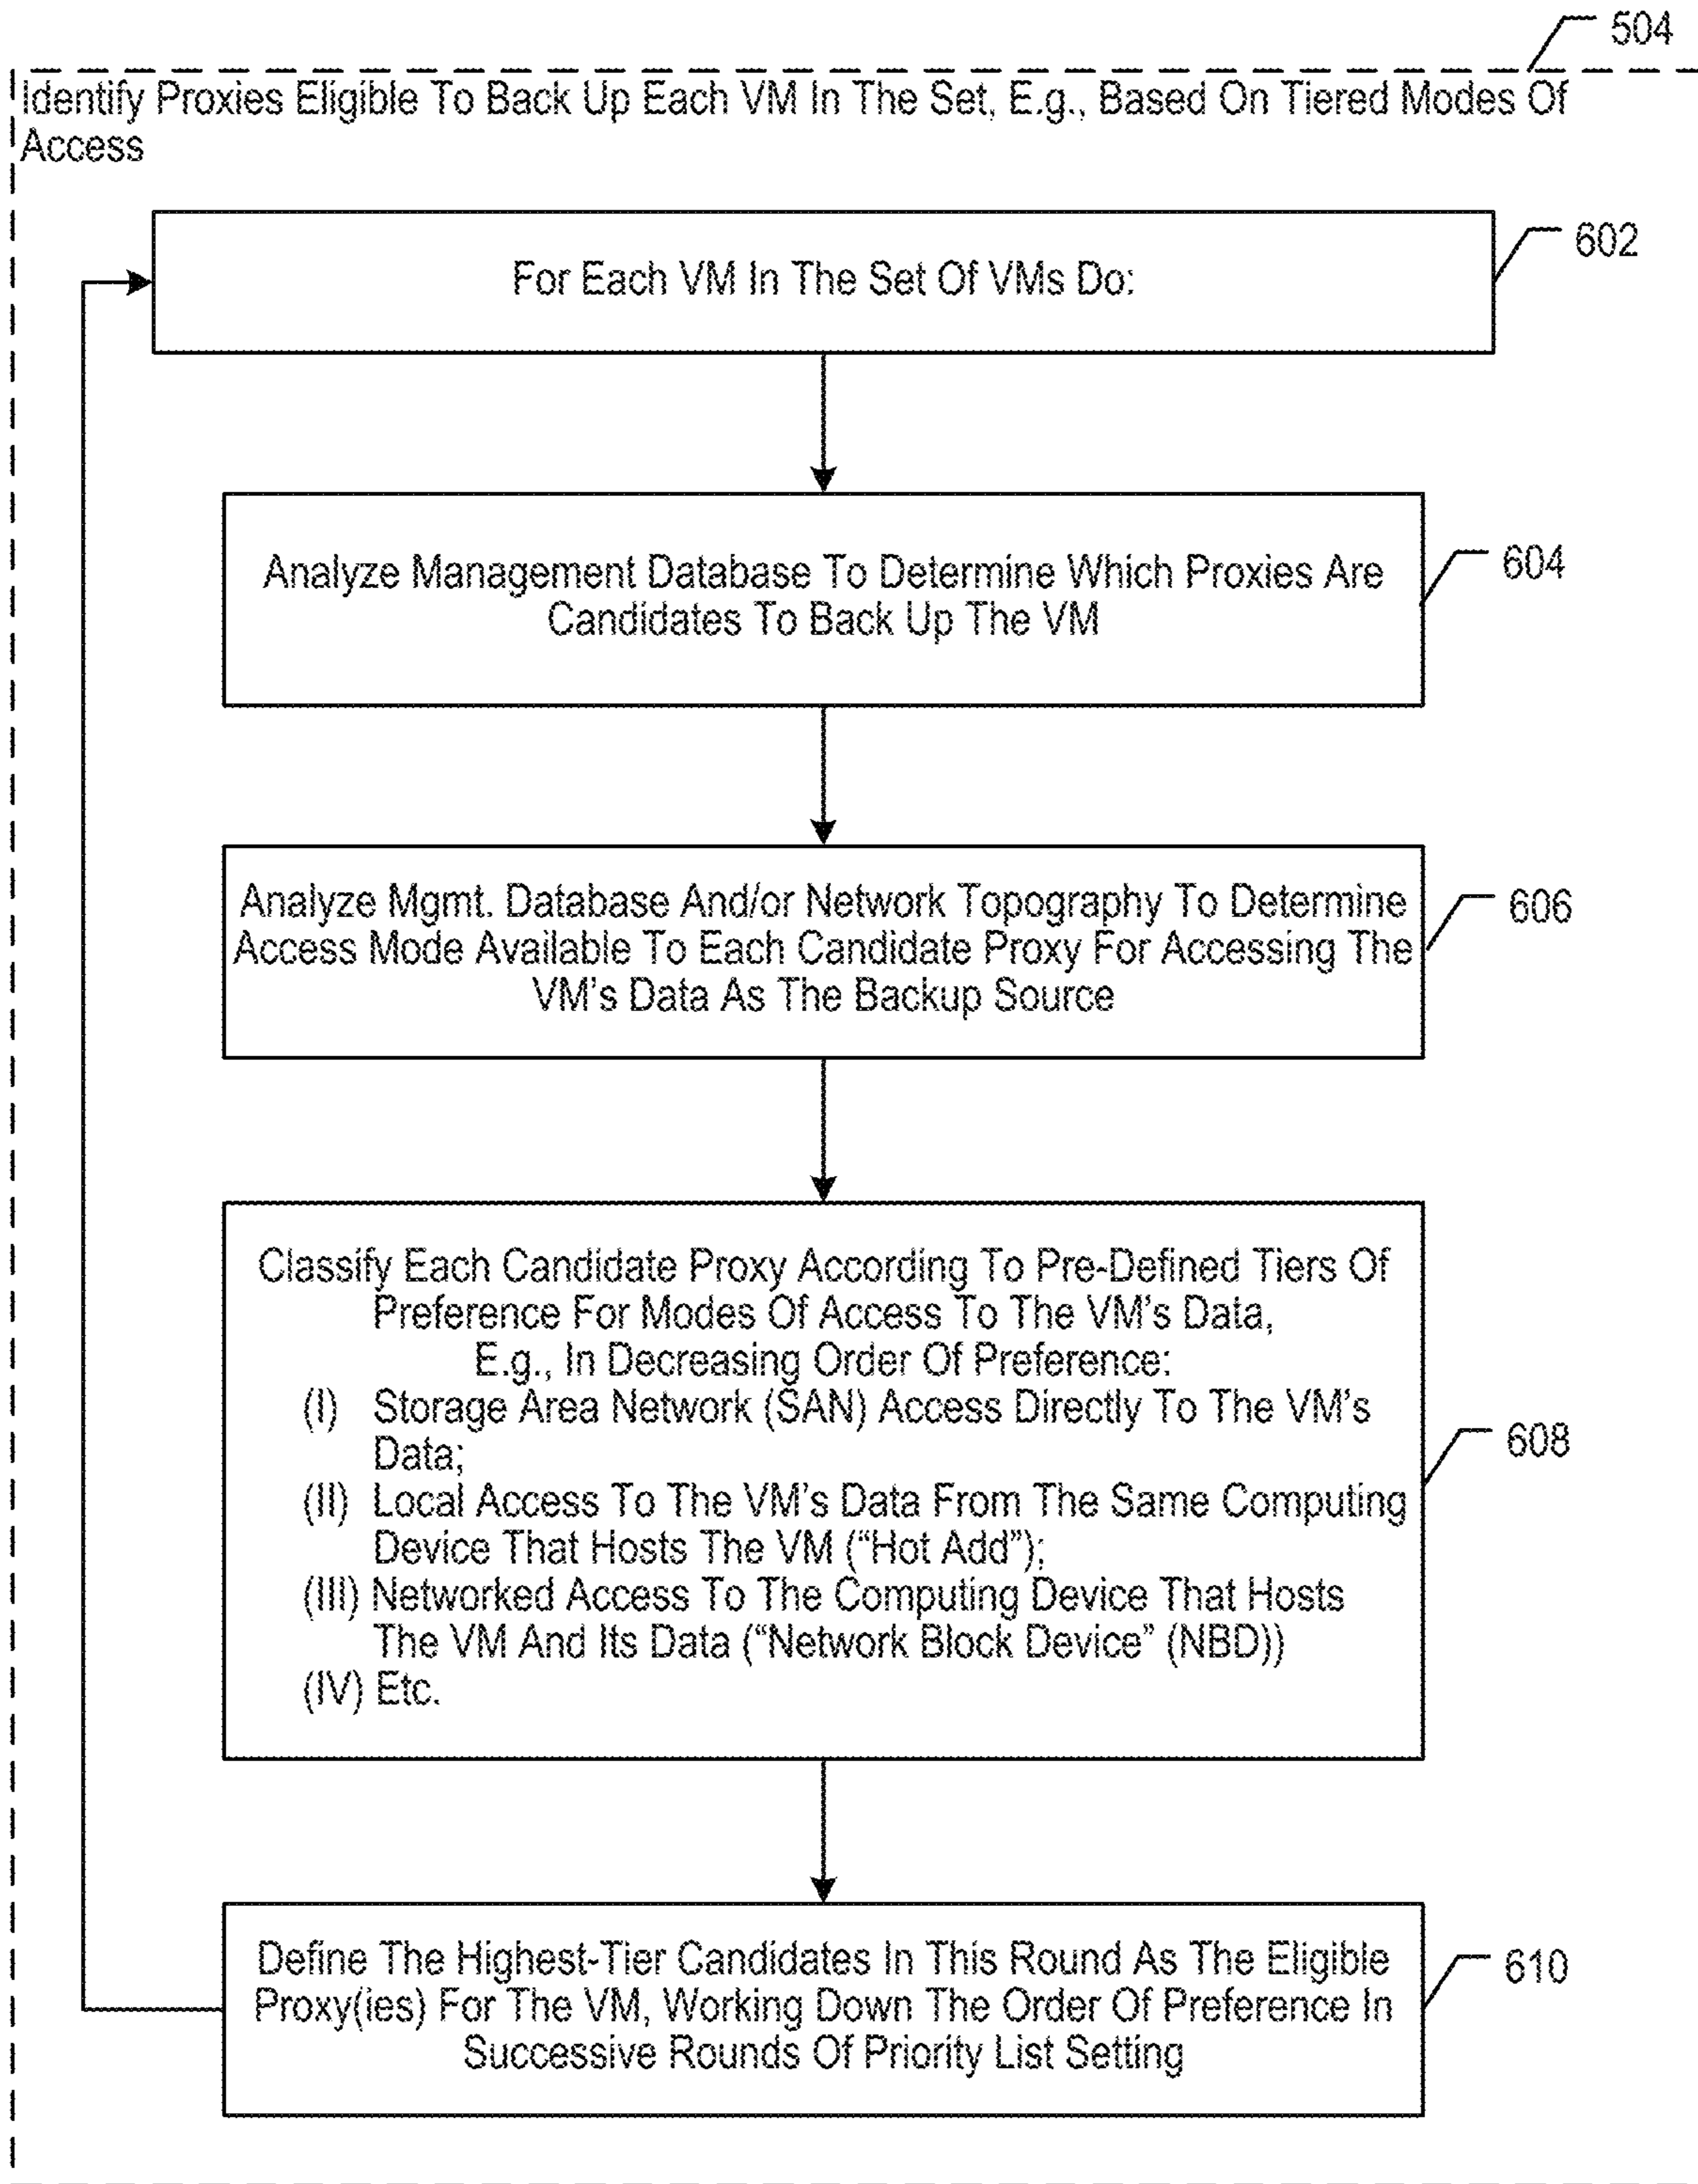 504
Identify Proxies Eligible To Back Up Each VM In The Set, E.g., Based On Tiered Modes Of
Access
For Each VM In The Set Of VMs Do:
602
Analyze Management Database To Determine Which Proxies Are
Candidates To Back Up The VM
604
Analyze Mgmt. Database And/or Network Topography To Determine
Access Mode Available To Each Candidate Proxy For Accessing The
VM's Data As The Backup Source
606
Classify Each Candidate Proxy According To Pre-Defined Tiers Of
Preference For Modes Of Access To The VM's Data,
E.g., In Decreasing Order Of Preference:
(I) Storage Area Network (SAN) Access Directly To The VM's
Data;
(II) Local Access To The VM's Data From The Same Computing
Device That Hosts The VM (“Hot Add”);
(III) Networked Access To The Computing Device That Hosts
The VM And Its Data (“Network Block Device” (NBD))
(IV) Etc.
608
Define The Highest-Tier Candidates In This Round As The Eligible
Proxy(ies) For The VM, Working Down The Order Of Preference In
Successive Rounds Of Priority List Setting
610